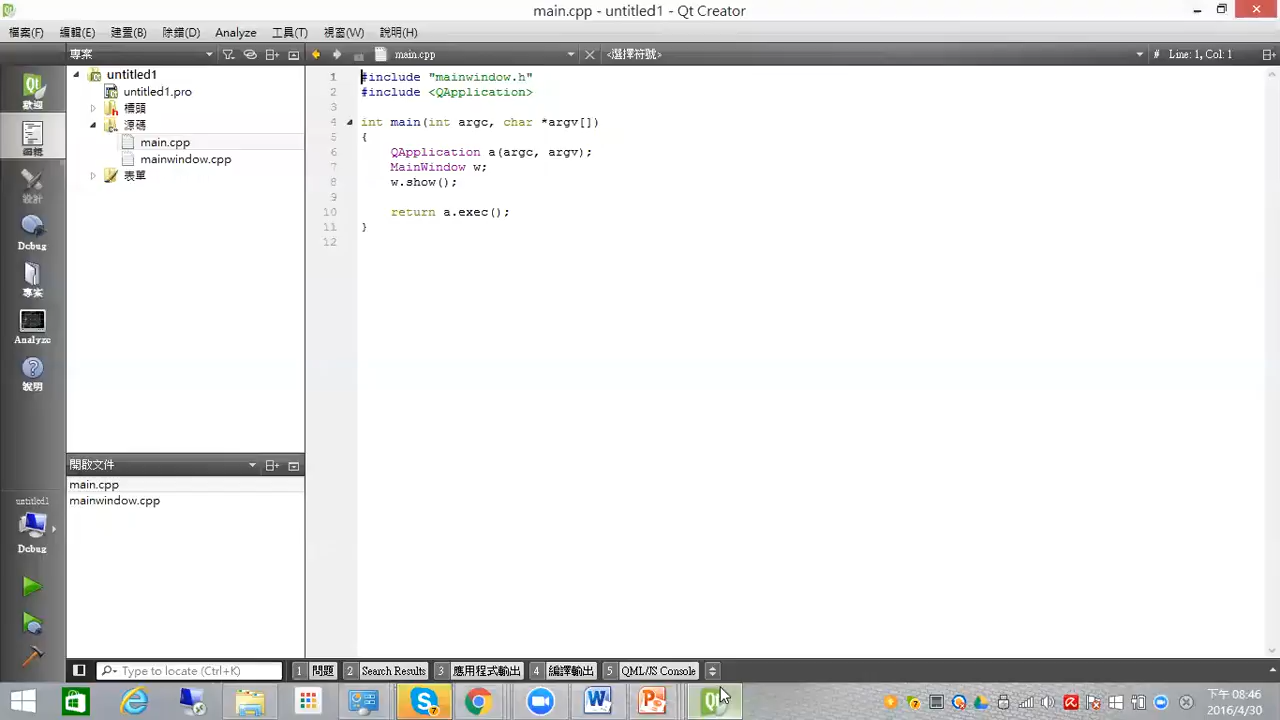 main.cpp - untitled1 - Qt Creator
檔案(F) 編輯(E) 建置(B) 除錯(D) Analyze 工具(T) 視窗(W) 說明(H)
專案 main.cpp <選擇符號> # Line: 1, Col: 1
歡迎
編輯
設計
Debug
專案
Analyze
說明
untitled1
Debug
untitled1
untitled1.pro
標頭
源碼
main.cpp
mainwindow.cpp
表單
開啟文件
main.cpp
mainwindow.cpp
1 #include "mainwindow.h"
2 #include <QApplication>
3
4 int main(int argc, char *argv[])
5 {
6 QApplication a(argc, argv);
7 MainWindow w;
8 w.show();
9
10 return a.exec();
11 }
12
Type to locate (Ctrl+K) 1 問題 2 Search Results 3 應用程式輸出 4 編譯輸出 5 QML/JS Console
下午 08:46
2016/4/30